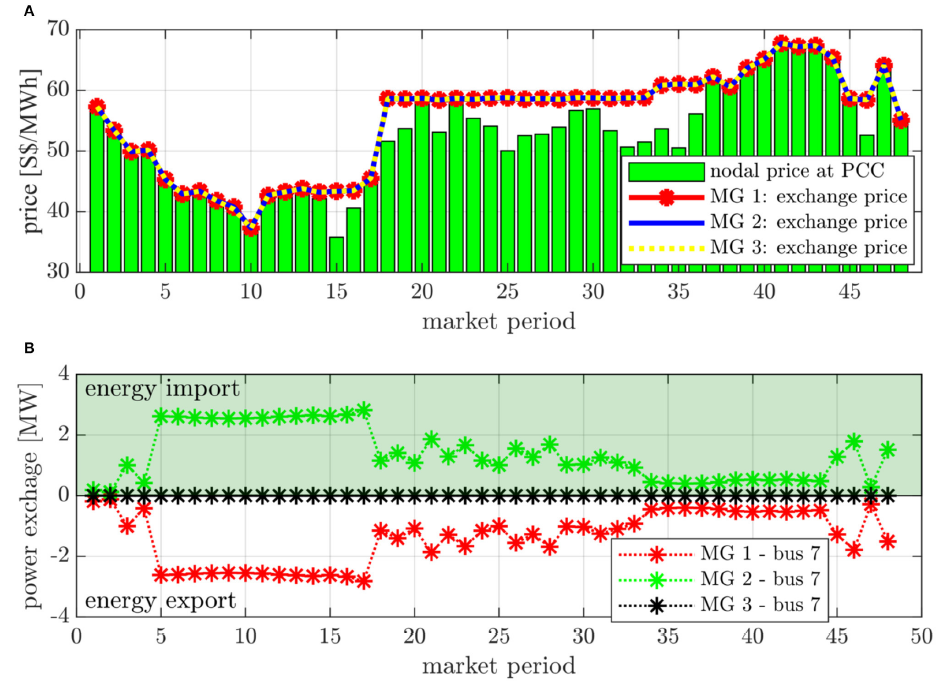 A
70
60
50
40
30
price [S$/MWh]
nodal price at PCC
MG 1: exchange price
MG 2: exchange price
MG 3: exchange price
0 5 10 15 20 25 30 35 40 45
market period
B
4
2
0
-2
-4
power exchage [MW]
energy import
energy export
MG 1 - bus 7
MG 2 - bus 7
MG 3 - bus 7
0 5 10 15 20 25 30 35 40 45 50
market period